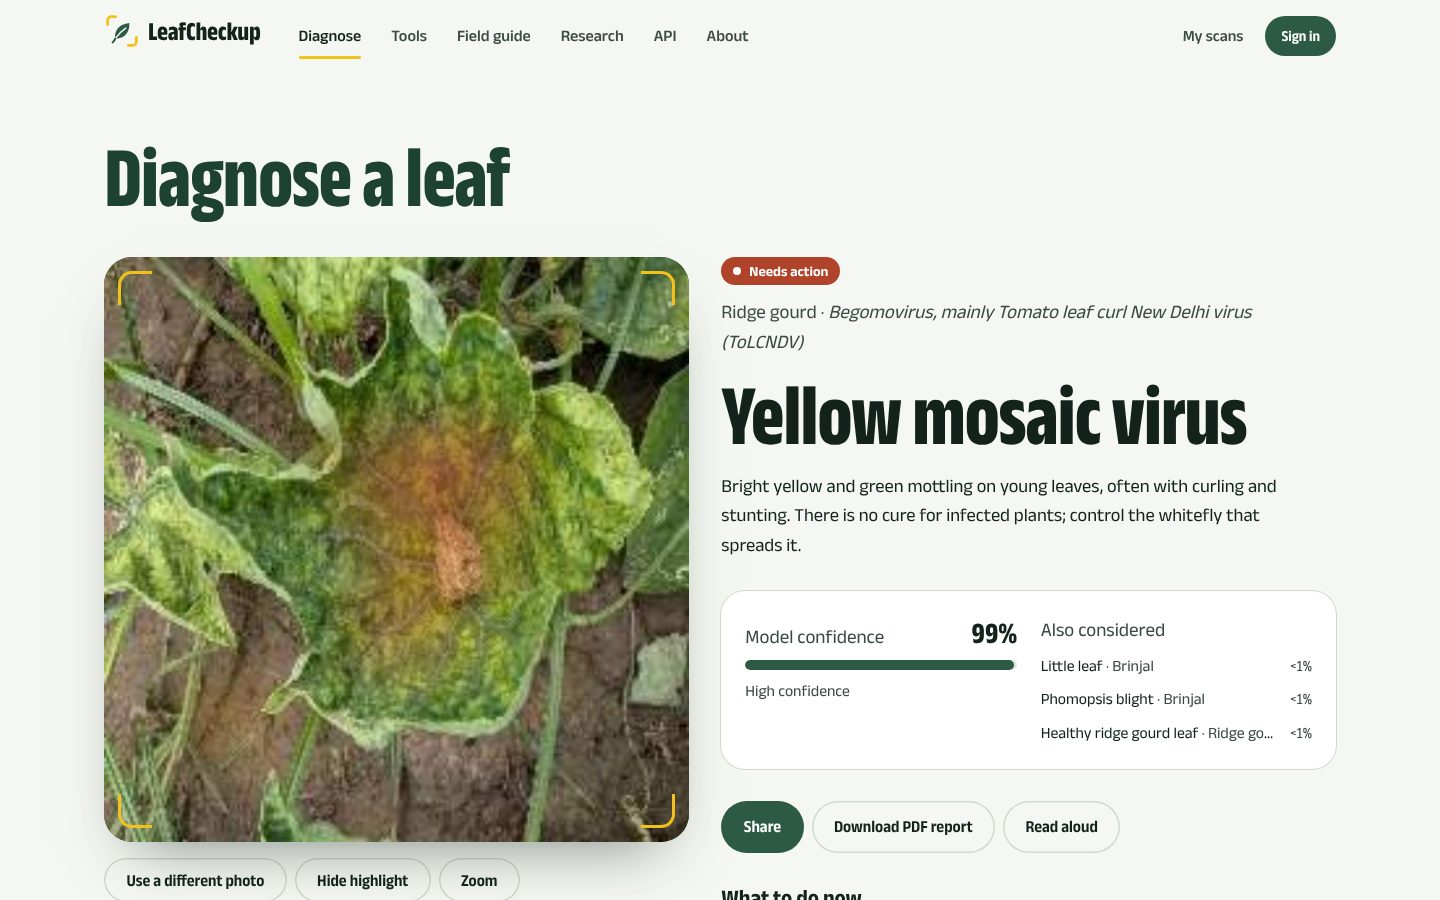 LeafCheckup
Diagnose
Tools
Field guide
Research
API
About
My scans
Sign in
Diagnose a leaf
Needs action
Ridge gourd · Begomovirus, mainly Tomato leaf curl New Delhi virus
(ToLCNDV)
Yellow mosaic virus
Bright yellow and green mottling on young leaves, often with curling and
stunting. There is no cure for infected plants; control the whitefly that
spreads it.
Model confidence 99%
High confidence
Also considered
Little leaf · Brinjal <1%
Phomopsis blight · Brinjal <1%
Healthy ridge gourd leaf · Ridge go... <1%
Share
Download PDF report
Read aloud
Use a different photo
Hide highlight
Zoom
What to do now